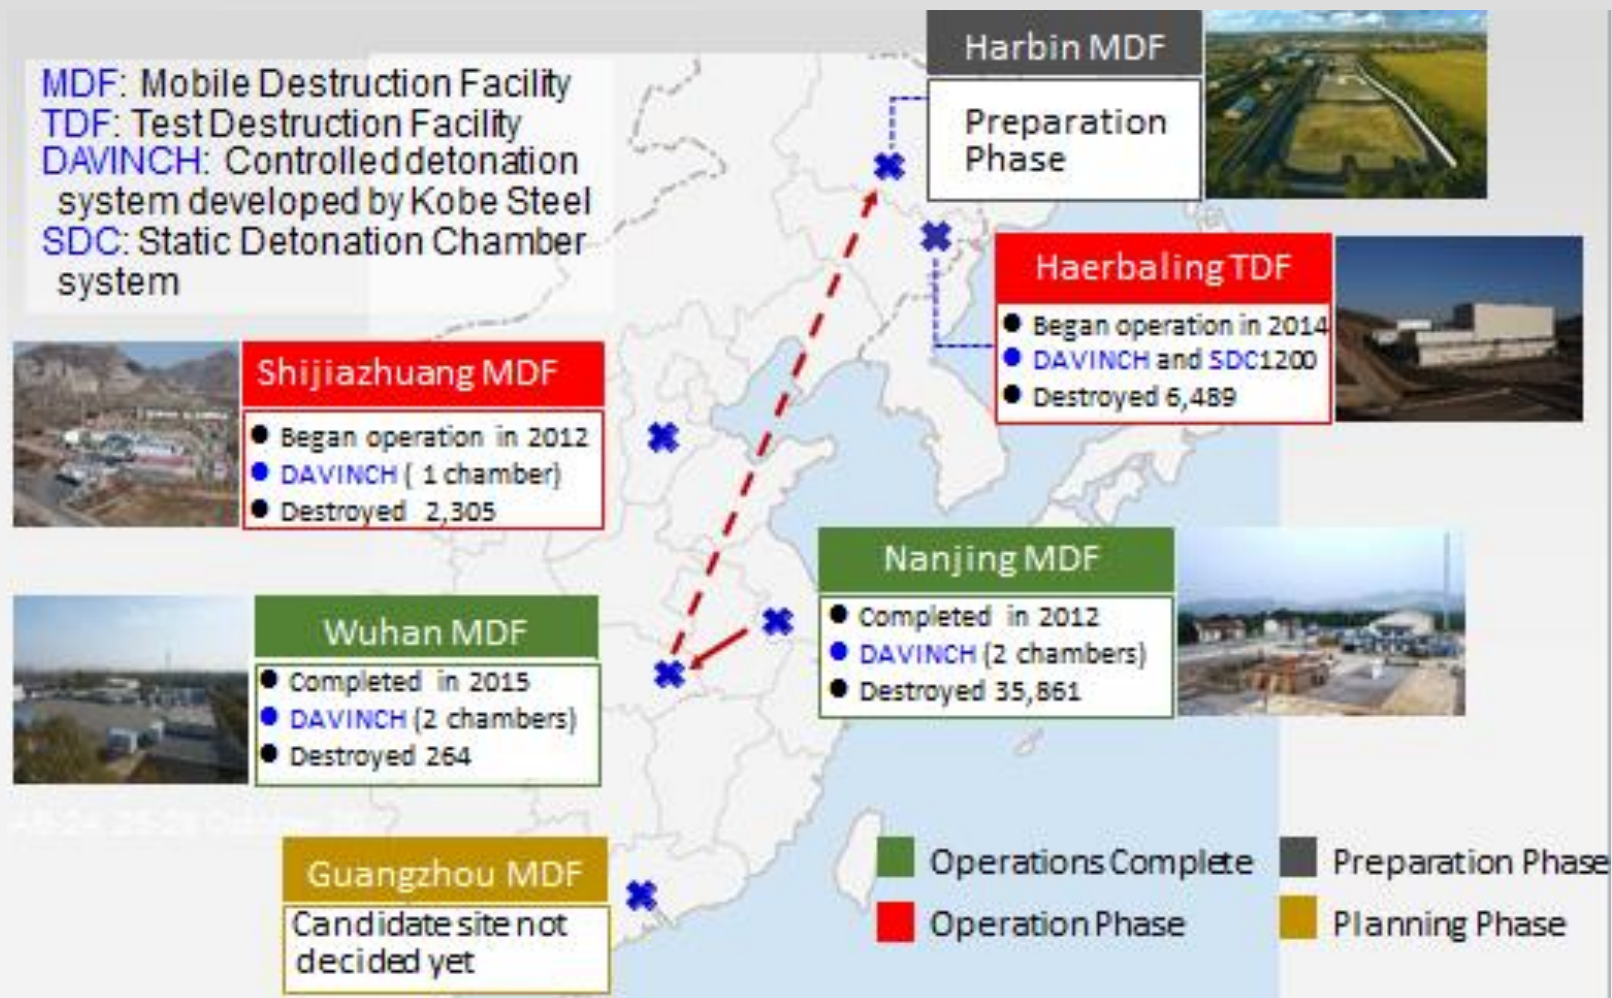 MDF: Mobile Destruction Facility
TDF: Test Destruction Facility
DAVINCH: Controlled detonation
system developed by Kobe Steel
SDC: Static Detonation Chamber
system
Harbin MDF
Preparation
Phase
Haerbaling TDF
● Began operation in 2014
● DAVINCH and SDC1200
● Destroyed 6,489
Shijiazhuang MDF
● Began operation in 2012
● DAVINCH ( 1 chamber)
● Destroyed 2,305
Nanjing MDF
● Completed in 2012
● DAVINCH (2 chambers)
● Destroyed 35,861
Wuhan MDF
● Completed in 2015
● DAVINCH (2 chambers)
● Destroyed 264
Guangzhou MDF
Candidate site not
decided yet
Operations Complete
Preparation Phase
Operation Phase
Planning Phase